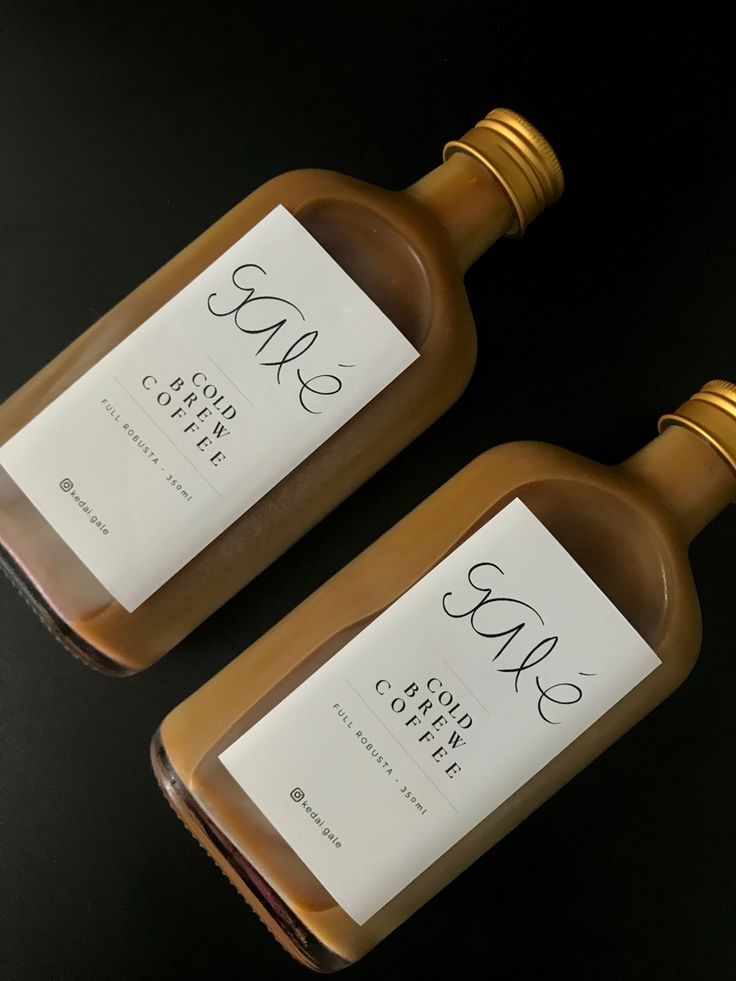 galé
COLD
BREW
COFFEE
FULL ROBUSTA - 350ml
kedai.gale
galé
COLD
BREW
COFFEE
FULL ROBUSTA - 350ml
kedai.gale